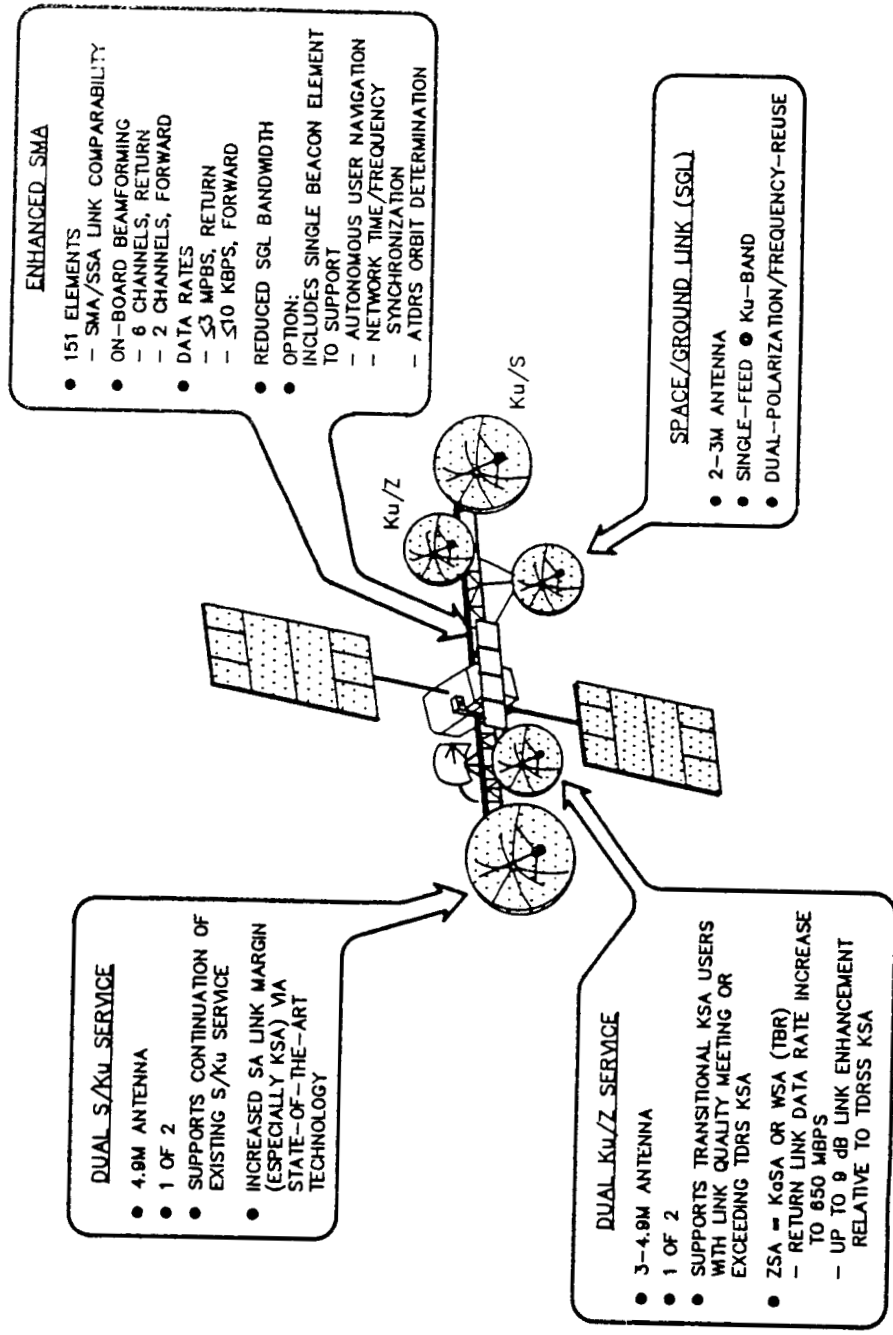 DUAL S/Ku SERVICE
● 4.9M ANTENNA
● 1 OF 2
● SUPPORTS CONTINUATION OF
EXISTING S/Ku SERVICE
● INCREASED SA LINK MARGIN
(ESPECIALLY KSA) VIA
STATE-OF-THE-ART
TECHNOLOGY
ENHANCED SMA
● 151 ELEMENTS
- SMA/SSA LINK COMPARABILITY
● ON-BOARD BEAMFORMING
- 6 CHANNELS, RETURN
- 2 CHANNELS, FORWARD
● DATA RATES
- ≤3 MPBS, RETURN
- ≤10 KBPS, FORWARD
● REDUCED SGL BANDWIDTH
● OPTION:
INCLUDES SINGLE BEACON ELEMENT
TO SUPPORT
- AUTONOMOUS USER NAVIGATION
- NETWORK TIME/FREQUENCY
SYNCHRONIZATION
- ATDRS ORBIT DETERMINATION
Ku/Z
Ku/S
DUAL Ku/Z SERVICE
● 3-4.9M ANTENNA
● 1 OF 2
● SUPPORTS TRANSITIONAL KSA USERS
WITH LINK QUALITY MEETING OR
EXCEEDING TDRS KSA
● ZSA = KaSA OR WSA (TBR)
- RETURN LINK DATA RATE INCREASE
TO 650 MBPS
- UP TO 9 dB LINK ENHANCEMENT
RELATIVE TO TDRSS KSA
SPACE/GROUND LINK (SGL)
● 2-3M ANTENNA
● SINGLE-FEED ● Ku-BAND
● DUAL-POLARIZATION/FREQUENCY-REUSE